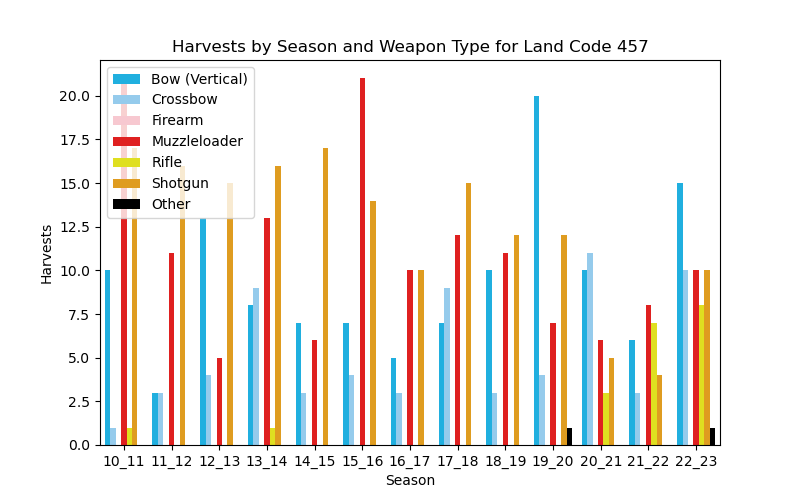 Harvests by Season and Weapon Type for Land Code 457
Bow (Vertical)
Crossbow
Firearm
Muzzleloader
Rifle
Shotgun
Other
Harvests
20.0
17.5
15.0
12.5
10.0
7.5
5.0
2.5
0.0
10_11 11_12 12_13 13_14 14_15 15_16 16_17 17_18 18_19 19_20 20_21 21_22 22_23
Season